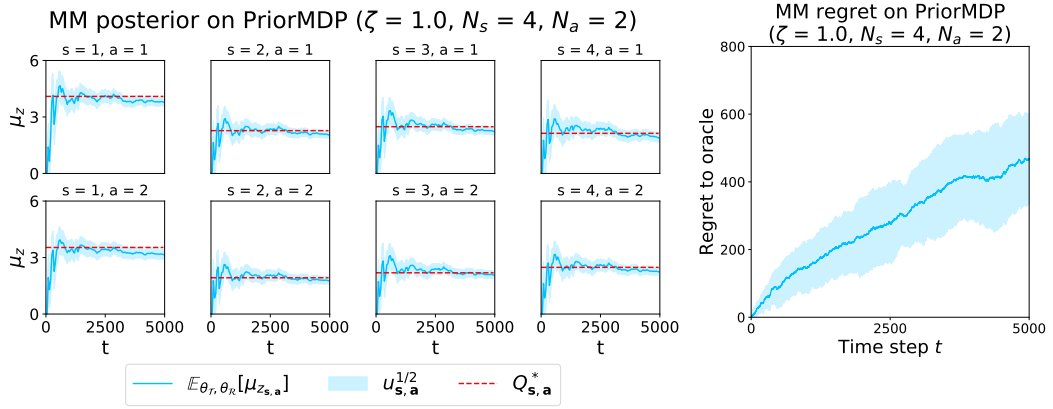 MM posterior on PriorMDP (ζ = 1.0, N_s = 4, N_a = 2)
s = 1, a = 1
s = 2, a = 1
s = 3, a = 1
s = 4, a = 1
6
3
0
μ_z
s = 1, a = 2
s = 2, a = 2
s = 3, a = 2
s = 4, a = 2
6
3
0
μ_z
0 2500 5000
0 2500 5000
0 2500 5000
0 2500 5000
t
t
t
t
𝔼_{θ_𝒯, θ_ℛ}[μ_{z_{s,a}}]
u_{s,a}^{1/2}
Q*_{s,a}
MM regret on PriorMDP
(ζ = 1.0, N_s = 4, N_a = 2)
800
600
400
200
0
Regret to oracle
0 2500 5000
Time step t